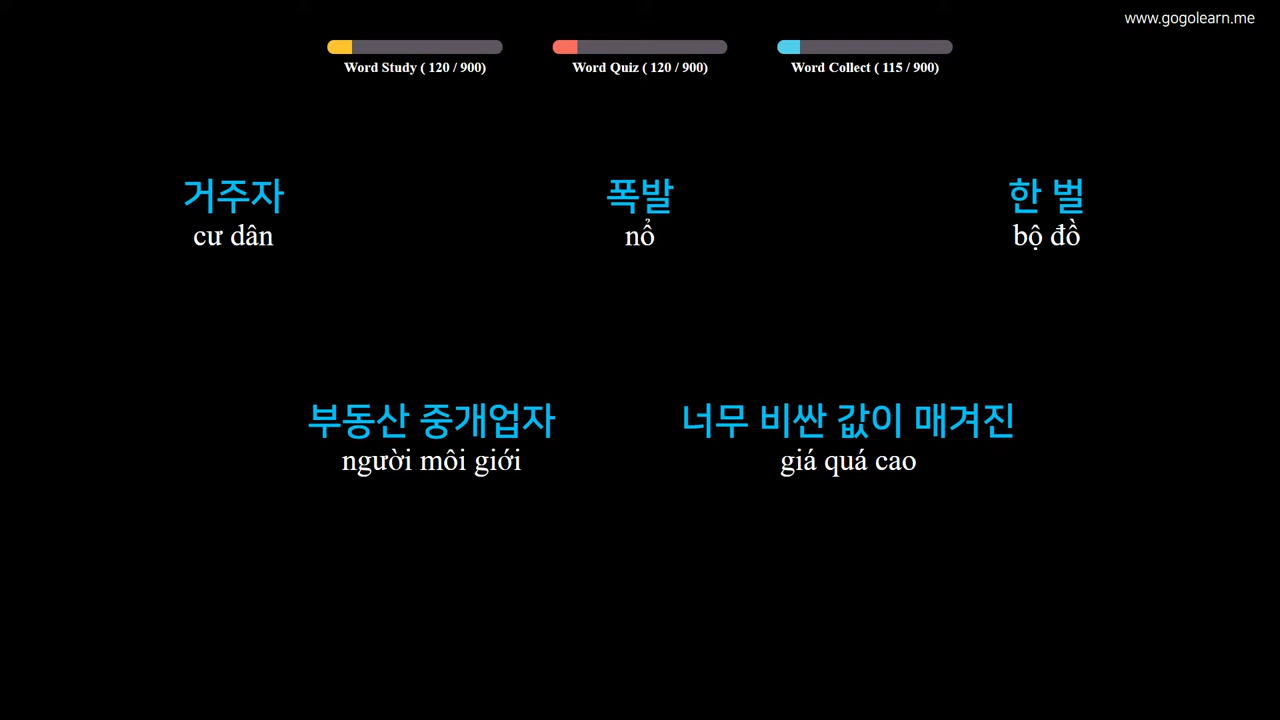 www.gogolearn.me
Word Study ( 120 / 900)
Word Quiz ( 120 / 900)
Word Collect ( 115 / 900)
거주자
cư dân
폭발
nổ
한 벌
bộ đồ
부동산 중개업자
người môi giới
너무 비싼 값이 매겨진
giá quá cao